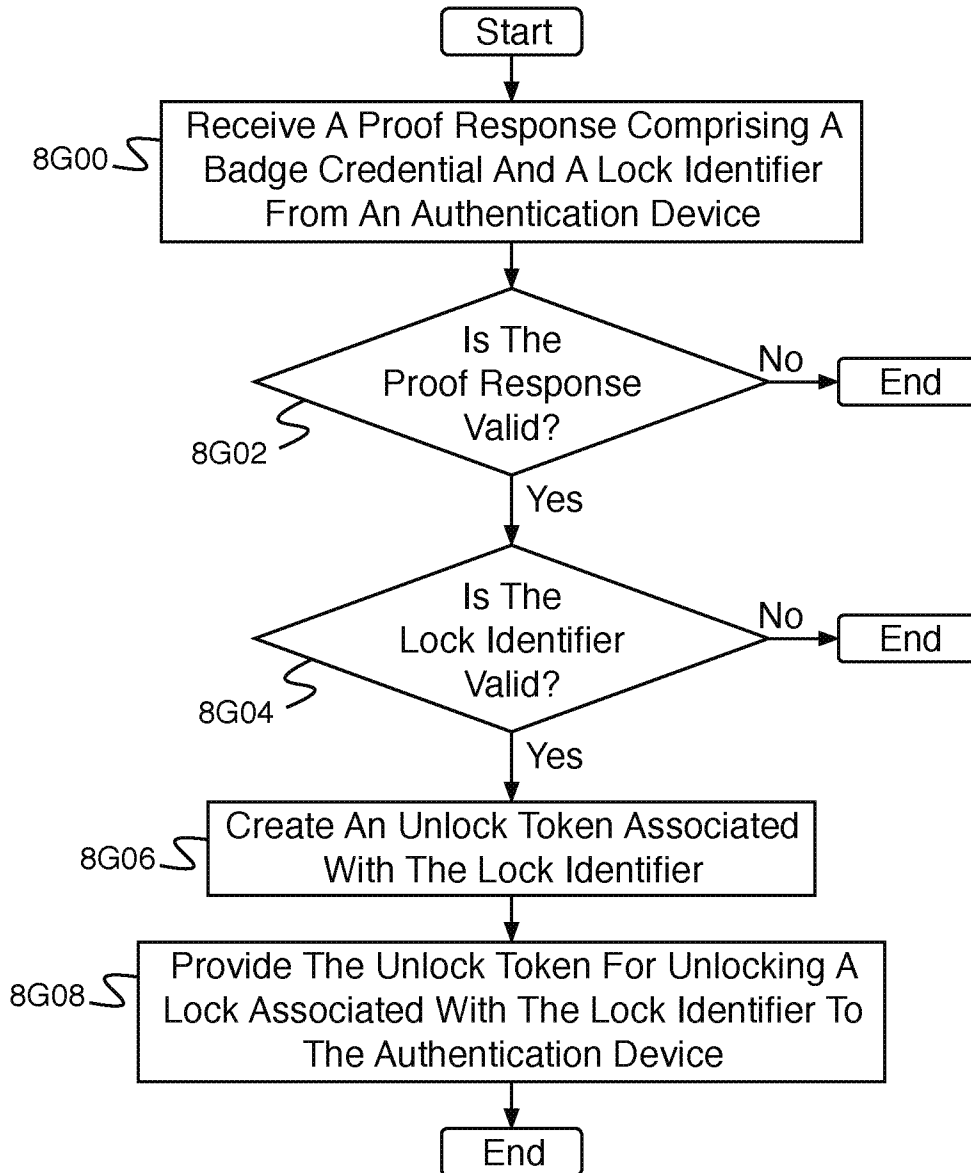 Start
8G00
Receive A Proof Response Comprising A
Badge Credential And A Lock Identifier
From An Authentication Device
Is The
Proof Response
Valid?
No
End
8G02
Yes
Is The
Lock Identifier
Valid?
No
End
8G04
Yes
Create An Unlock Token Associated
With The Lock Identifier
8G06
Provide The Unlock Token For Unlocking A
Lock Associated With The Lock Identifier To
The Authentication Device
8G08
End